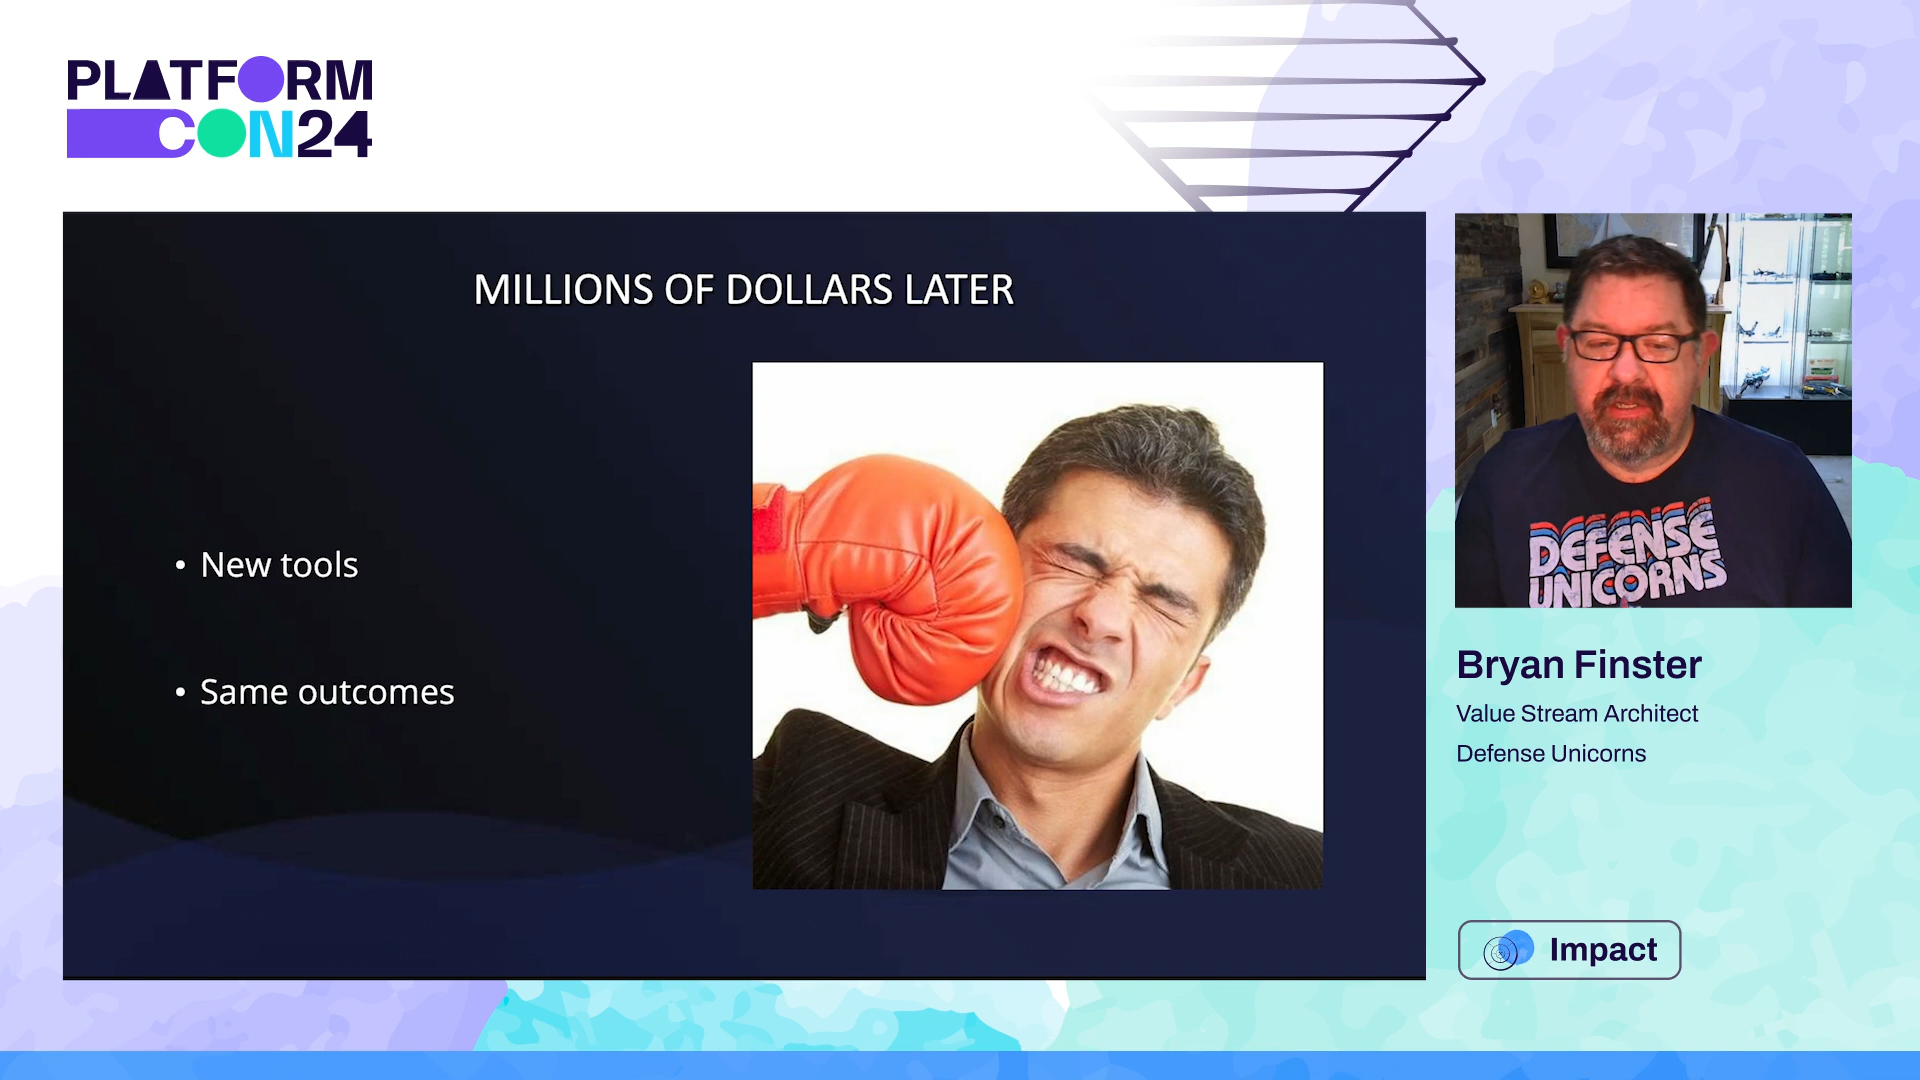 PLATFORM
CON24
MILLIONS OF DOLLARS LATER
• New tools
• Same outcomes
DEFENSE
UNICORNS
Bryan Finster
Value Stream Architect
Defense Unicorns
Impact